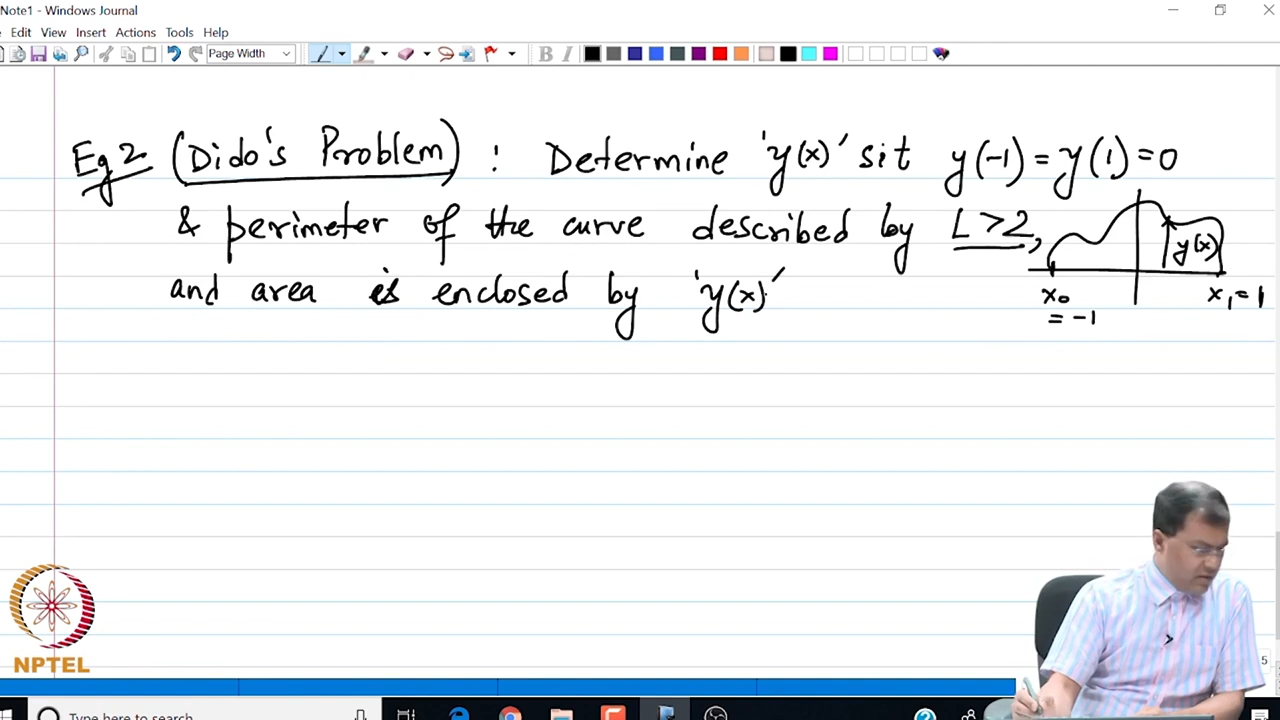 Note1 - Windows Journal
Edit View Insert Actions Tools Help
Page Width B I
Eg 2 (Dido's Problem) : Determine 'y(x)' s.t y(-1) = y(1) = 0
& perimeter of the curve described by L > 2,
and area is enclosed by 'y(x)'
y(x)
x₀ = -1
x₁ = 1
NPTEL
5
Type here to search